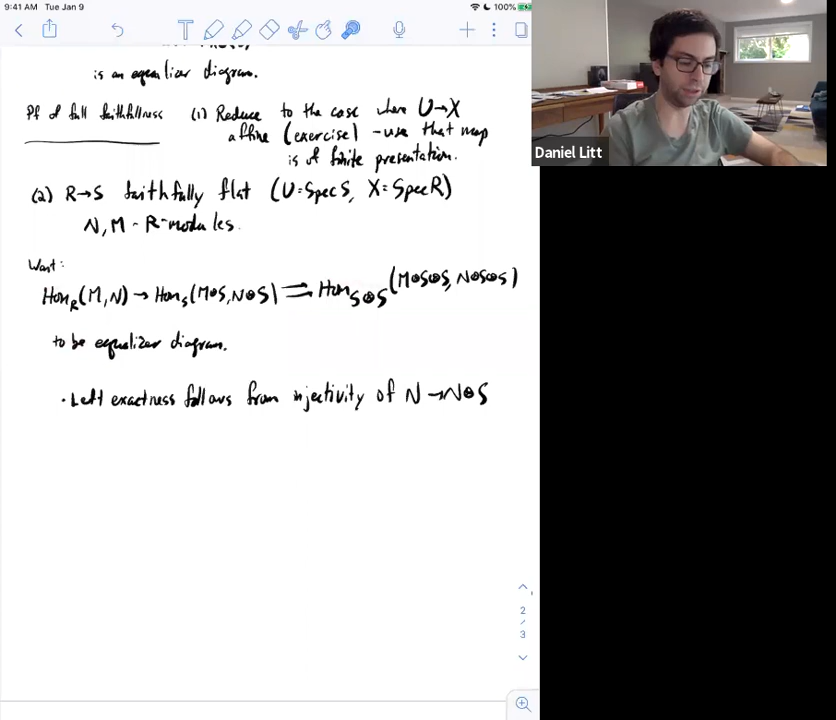 9:41 AM Tue Jan 9
100%
is an equalizer diagram.
Pf of full faithfulness (1) Reduce to the case where U→X
affine (exercise) - use that map
is of finite presentation.
(2) R→S faithfully flat (U=Spec S, X=Spec R)
N, M - R-modules.
Want:
Hom_R(M,N) → Hom_S(M⊗S, N⊗S) ⇉ Hom_{S⊗S}(M⊗S⊗S, N⊗S⊗S)
to be equalizer diagram.
· Left exactness follows from injectivity of N→N⊗S
Daniel Litt
2
/
3